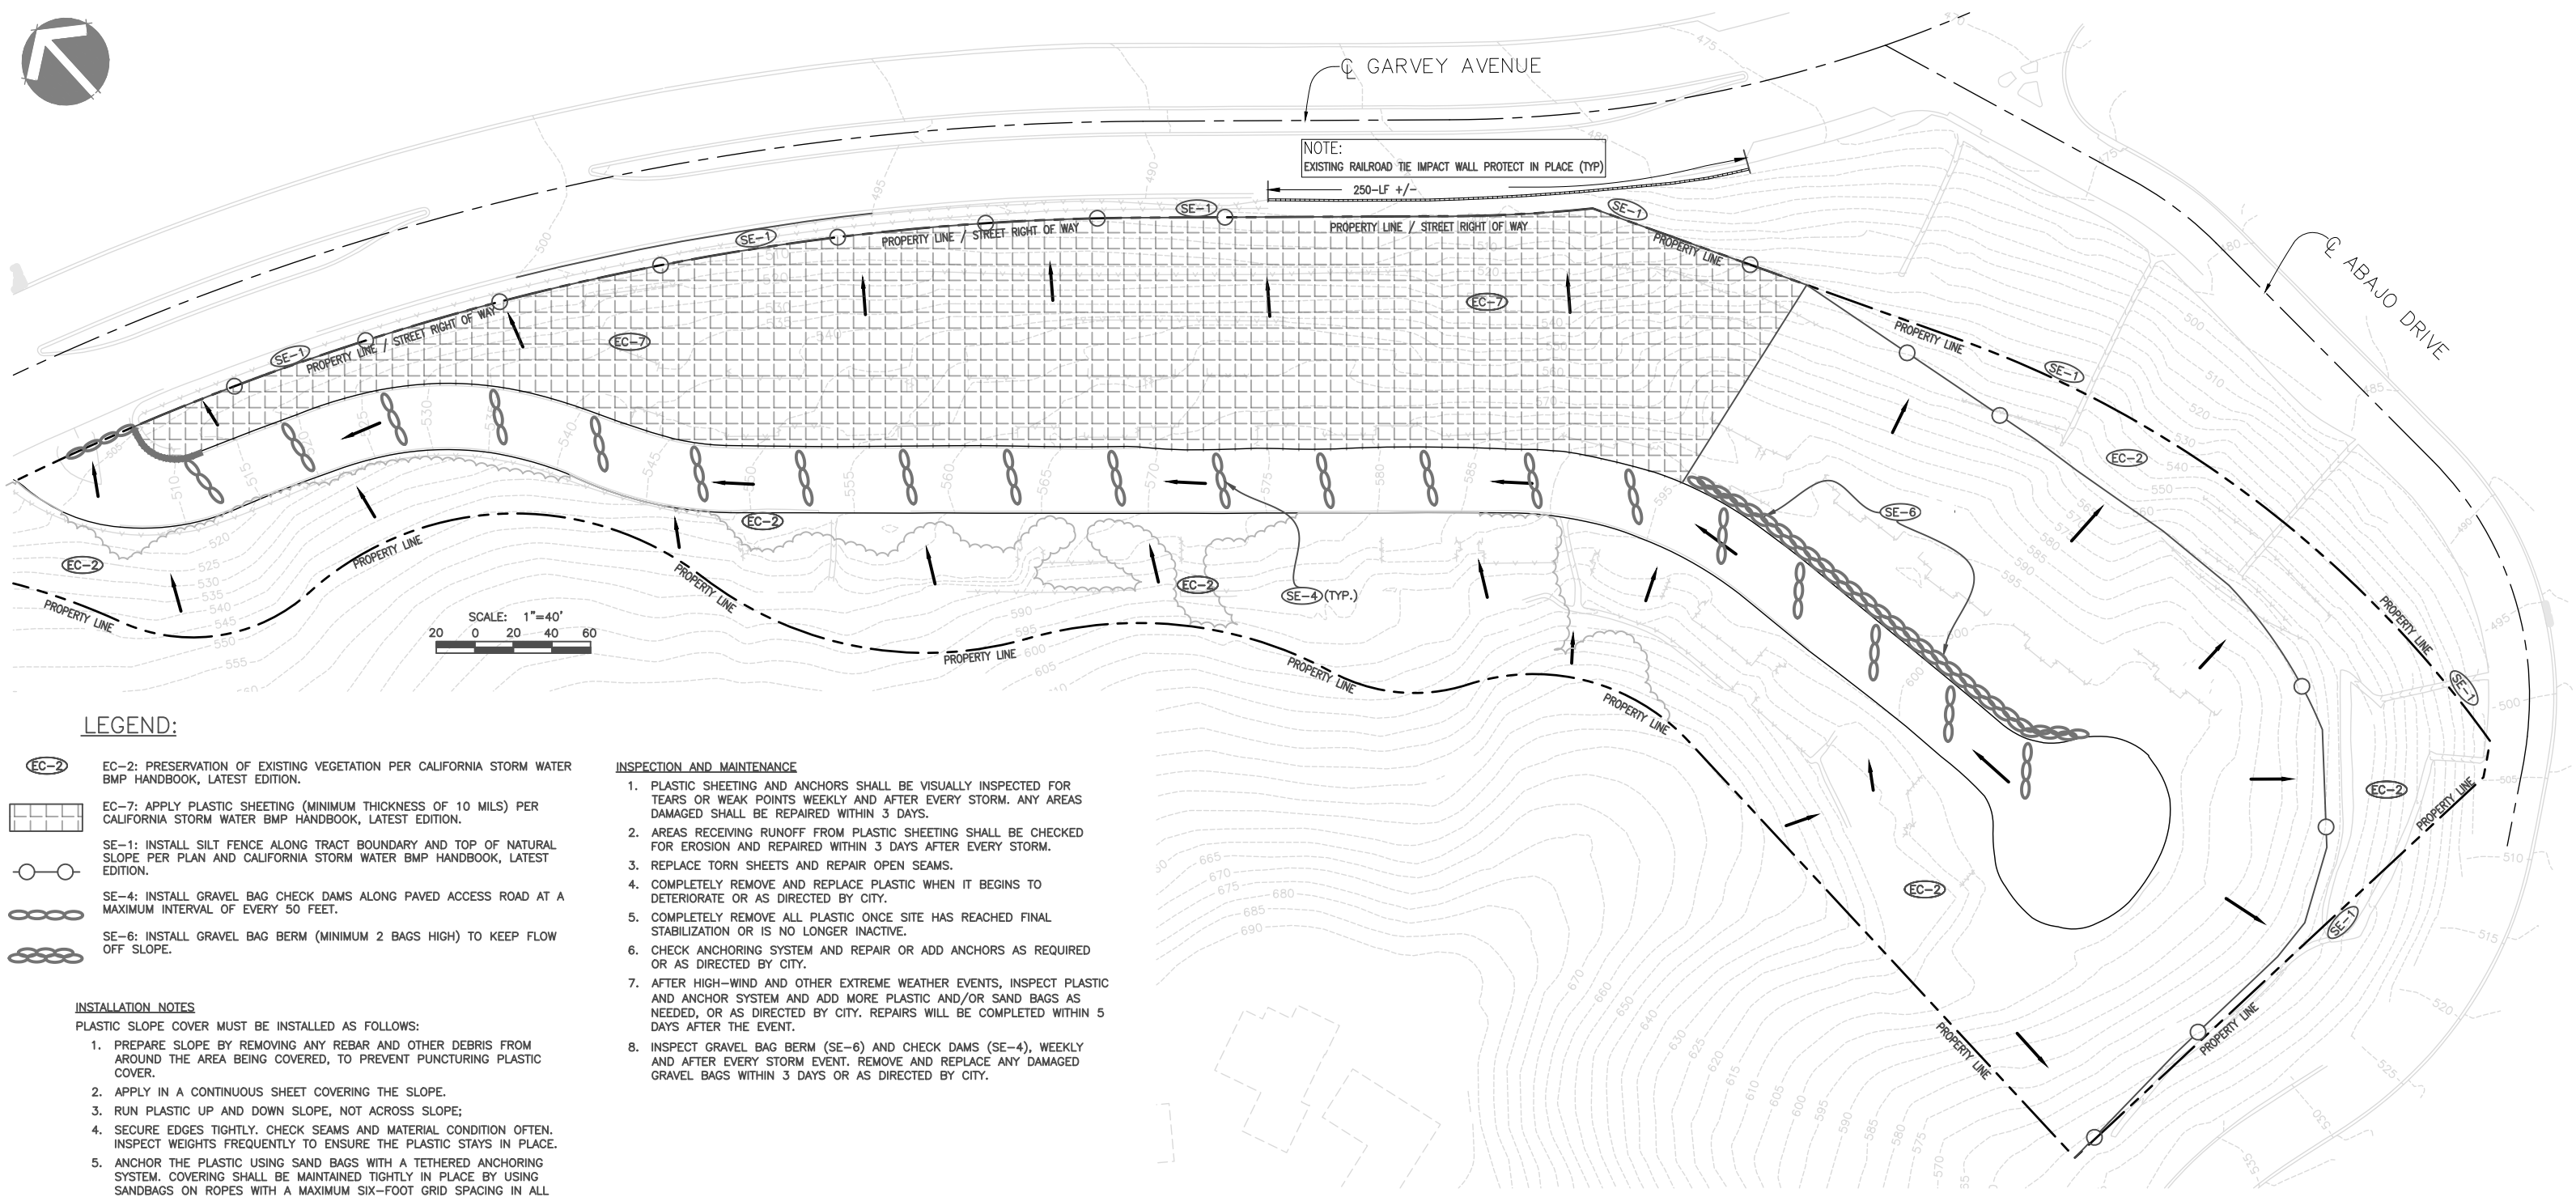 ℄ GARVEY AVENUE
NOTE:
EXISTING RAILROAD TIE IMPACT WALL PROTECT IN PLACE (TYP)
250-LF +/-
℄ ABAJO DRIVE
SE-1
SE-1
SE-1
SE-1
SE-1
SE-1
SE-1
PROPERTY LINE / STREET RIGHT OF WAY
PROPERTY LINE / STREET RIGHT OF WAY
PROPERTY LINE / STREET RIGHT OF WAY
PROPERTY LINE
PROPERTY LINE
PROPERTY LINE
PROPERTY LINE
PROPERTY LINE
EC-7
EC-7
EC-2
EC-2
EC-2
EC-2
EC-2
EC-2
SE-6
SE-4 (TYP.)
PROPERTY LINE
PROPERTY LINE
PROPERTY LINE
PROPERTY LINE
PROPERTY LINE
PROPERTY LINE
PROPERTY LINE
SCALE: 1"=40'
20 0 20 40 60
LEGEND:
EC-2
EC-2: PRESERVATION OF EXISTING VEGETATION PER CALIFORNIA STORM WATER
BMP HANDBOOK, LATEST EDITION.
EC-7: APPLY PLASTIC SHEETING (MINIMUM THICKNESS OF 10 MILS) PER
CALIFORNIA STORM WATER BMP HANDBOOK, LATEST EDITION.
SE-1: INSTALL SILT FENCE ALONG TRACT BOUNDARY AND TOP OF NATURAL
SLOPE PER PLAN AND CALIFORNIA STORM WATER BMP HANDBOOK, LATEST
EDITION.
SE-4: INSTALL GRAVEL BAG CHECK DAMS ALONG PAVED ACCESS ROAD AT A
MAXIMUM INTERVAL OF EVERY 50 FEET.
SE-6: INSTALL GRAVEL BAG BERM (MINIMUM 2 BAGS HIGH) TO KEEP FLOW
OFF SLOPE.
INSTALLATION NOTES
PLASTIC SLOPE COVER MUST BE INSTALLED AS FOLLOWS:
1. PREPARE SLOPE BY REMOVING ANY REBAR AND OTHER DEBRIS FROM
AROUND THE AREA BEING COVERED, TO PREVENT PUNCTURING PLASTIC
COVER.
2. APPLY IN A CONTINUOUS SHEET COVERING THE SLOPE.
3. RUN PLASTIC UP AND DOWN SLOPE, NOT ACROSS SLOPE;
4. SECURE EDGES TIGHTLY. CHECK SEAMS AND MATERIAL CONDITION OFTEN.
INSPECT WEIGHTS FREQUENTLY TO ENSURE THE PLASTIC STAYS IN PLACE.
5. ANCHOR THE PLASTIC USING SAND BAGS WITH A TETHERED ANCHORING
SYSTEM. COVERING SHALL BE MAINTAINED TIGHTLY IN PLACE BY USING
SANDBAGS ON ROPES WITH A MAXIMUM SIX-FOOT GRID SPACING IN ALL
INSPECTION AND MAINTENANCE
1. PLASTIC SHEETING AND ANCHORS SHALL BE VISUALLY INSPECTED FOR
TEARS OR WEAK POINTS WEEKLY AND AFTER EVERY STORM. ANY AREAS
DAMAGED SHALL BE REPAIRED WITHIN 3 DAYS.
2. AREAS RECEIVING RUNOFF FROM PLASTIC SHEETING SHALL BE CHECKED
FOR EROSION AND REPAIRED WITHIN 3 DAYS AFTER EVERY STORM.
3. REPLACE TORN SHEETS AND REPAIR OPEN SEAMS.
4. COMPLETELY REMOVE AND REPLACE PLASTIC WHEN IT BEGINS TO
DETERIORATE OR AS DIRECTED BY CITY.
5. COMPLETELY REMOVE ALL PLASTIC ONCE SITE HAS REACHED FINAL
STABILIZATION OR IS NO LONGER INACTIVE.
6. CHECK ANCHORING SYSTEM AND REPAIR OR ADD ANCHORS AS REQUIRED
OR AS DIRECTED BY CITY.
7. AFTER HIGH-WIND AND OTHER EXTREME WEATHER EVENTS, INSPECT PLASTIC
AND ANCHOR SYSTEM AND ADD MORE PLASTIC AND/OR SAND BAGS AS
NEEDED, OR AS DIRECTED BY CITY. REPAIRS WILL BE COMPLETED WITHIN 5
DAYS AFTER THE EVENT.
8. INSPECT GRAVEL BAG BERM (SE-6) AND CHECK DAMS (SE-4), WEEKLY
AND AFTER EVERY STORM EVENT. REMOVE AND REPLACE ANY DAMAGED
GRAVEL BAGS WITHIN 3 DAYS OR AS DIRECTED BY CITY.